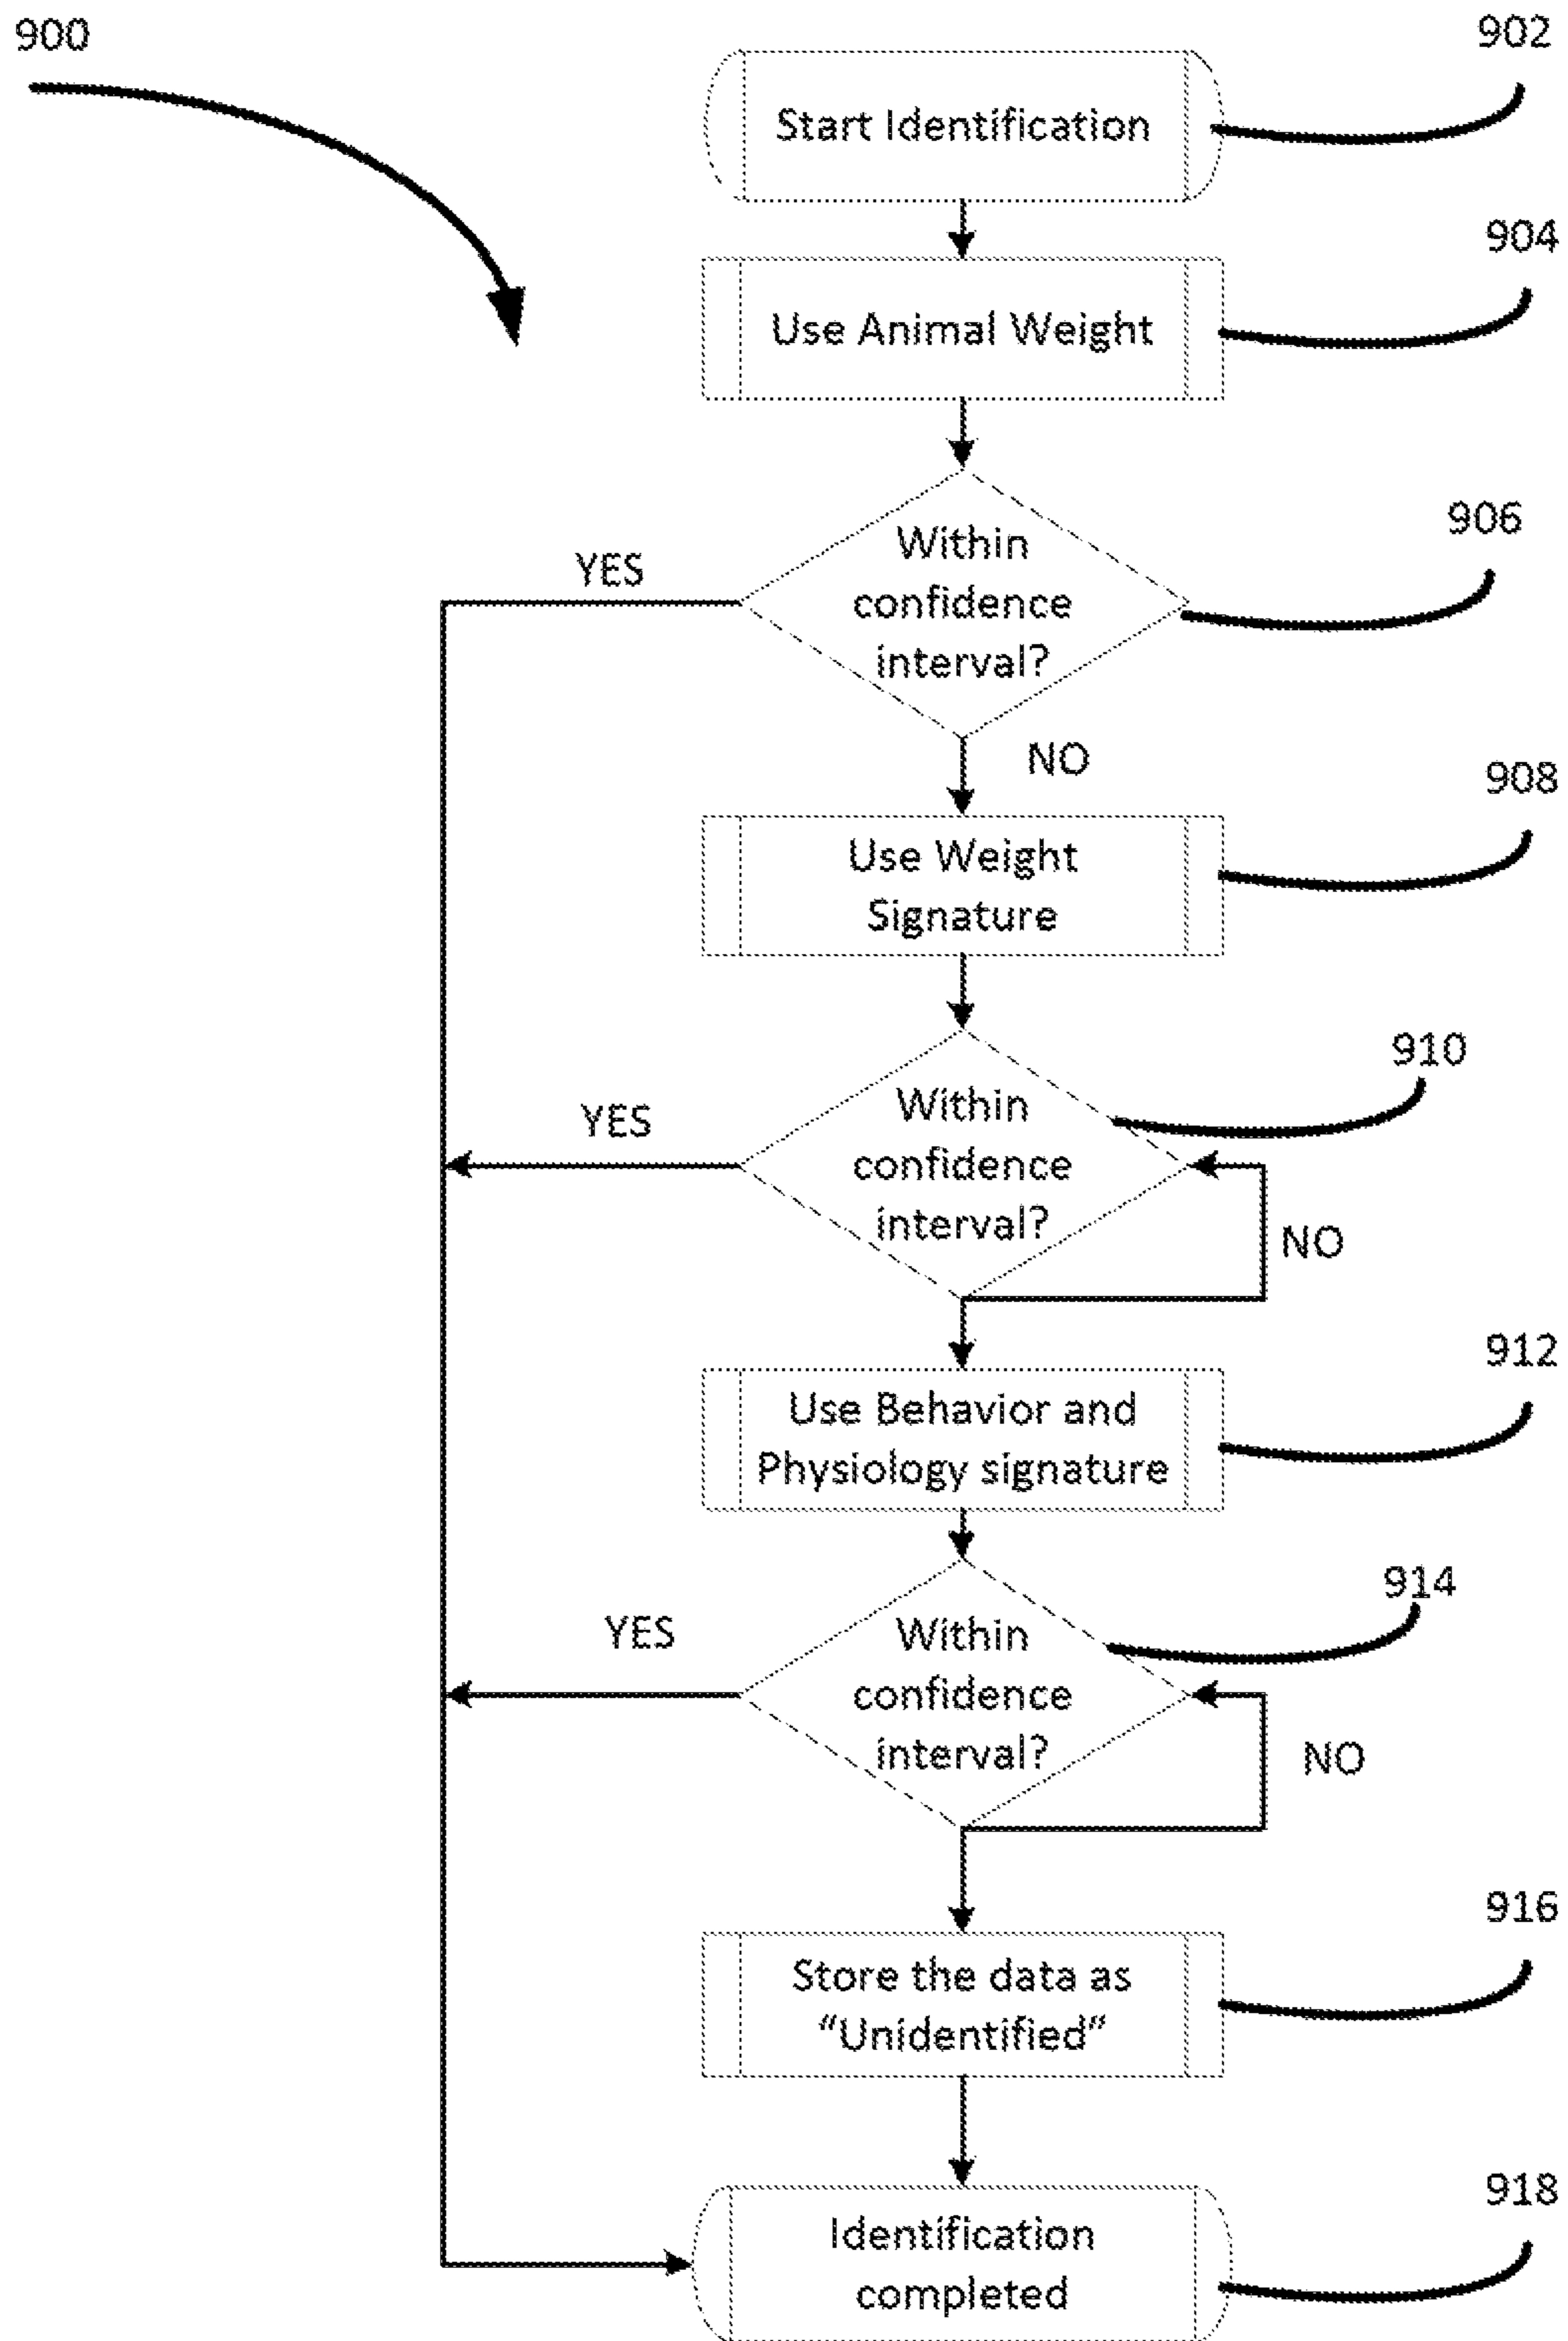 900
902
Start Identification
904
Use Animal Weight
906
Within
confidence
interval?
YES
NO
908
Use Weight
Signature
910
Within
confidence
interval?
YES
NO
912
Use Behavior and
Physiology signature
914
Within
confidence
interval?
YES
NO
916
Store the data as
“Unidentified”
918
Identification
completed